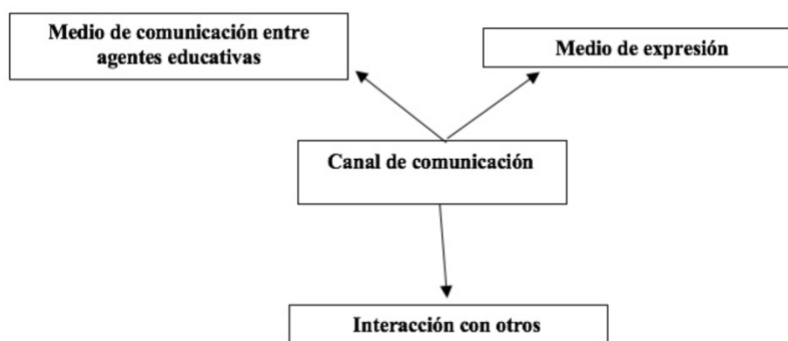 Medio de comunicación entre
agentes educativas
Medio de expresión
Canal de comunicación
Interacción con otros